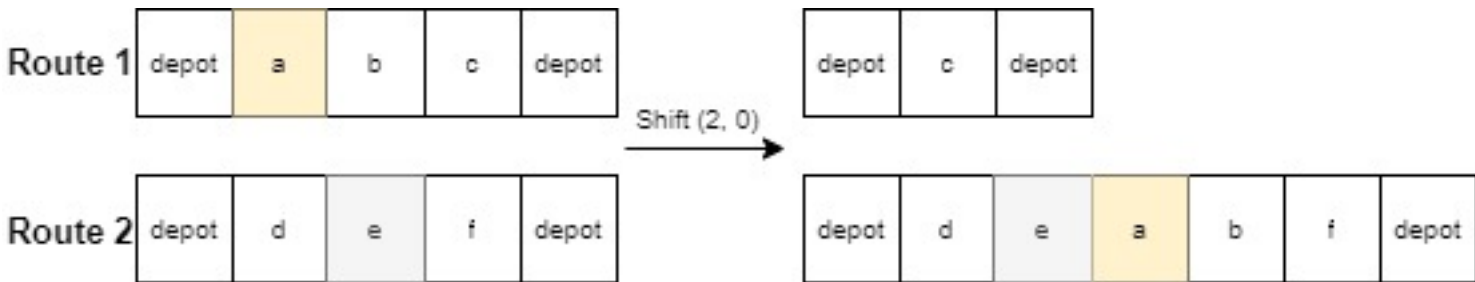 Route 1 depot a b c depot
depot c depot
Shift (2, 0)
Route 2 depot d e f depot
depot d e a b f depot